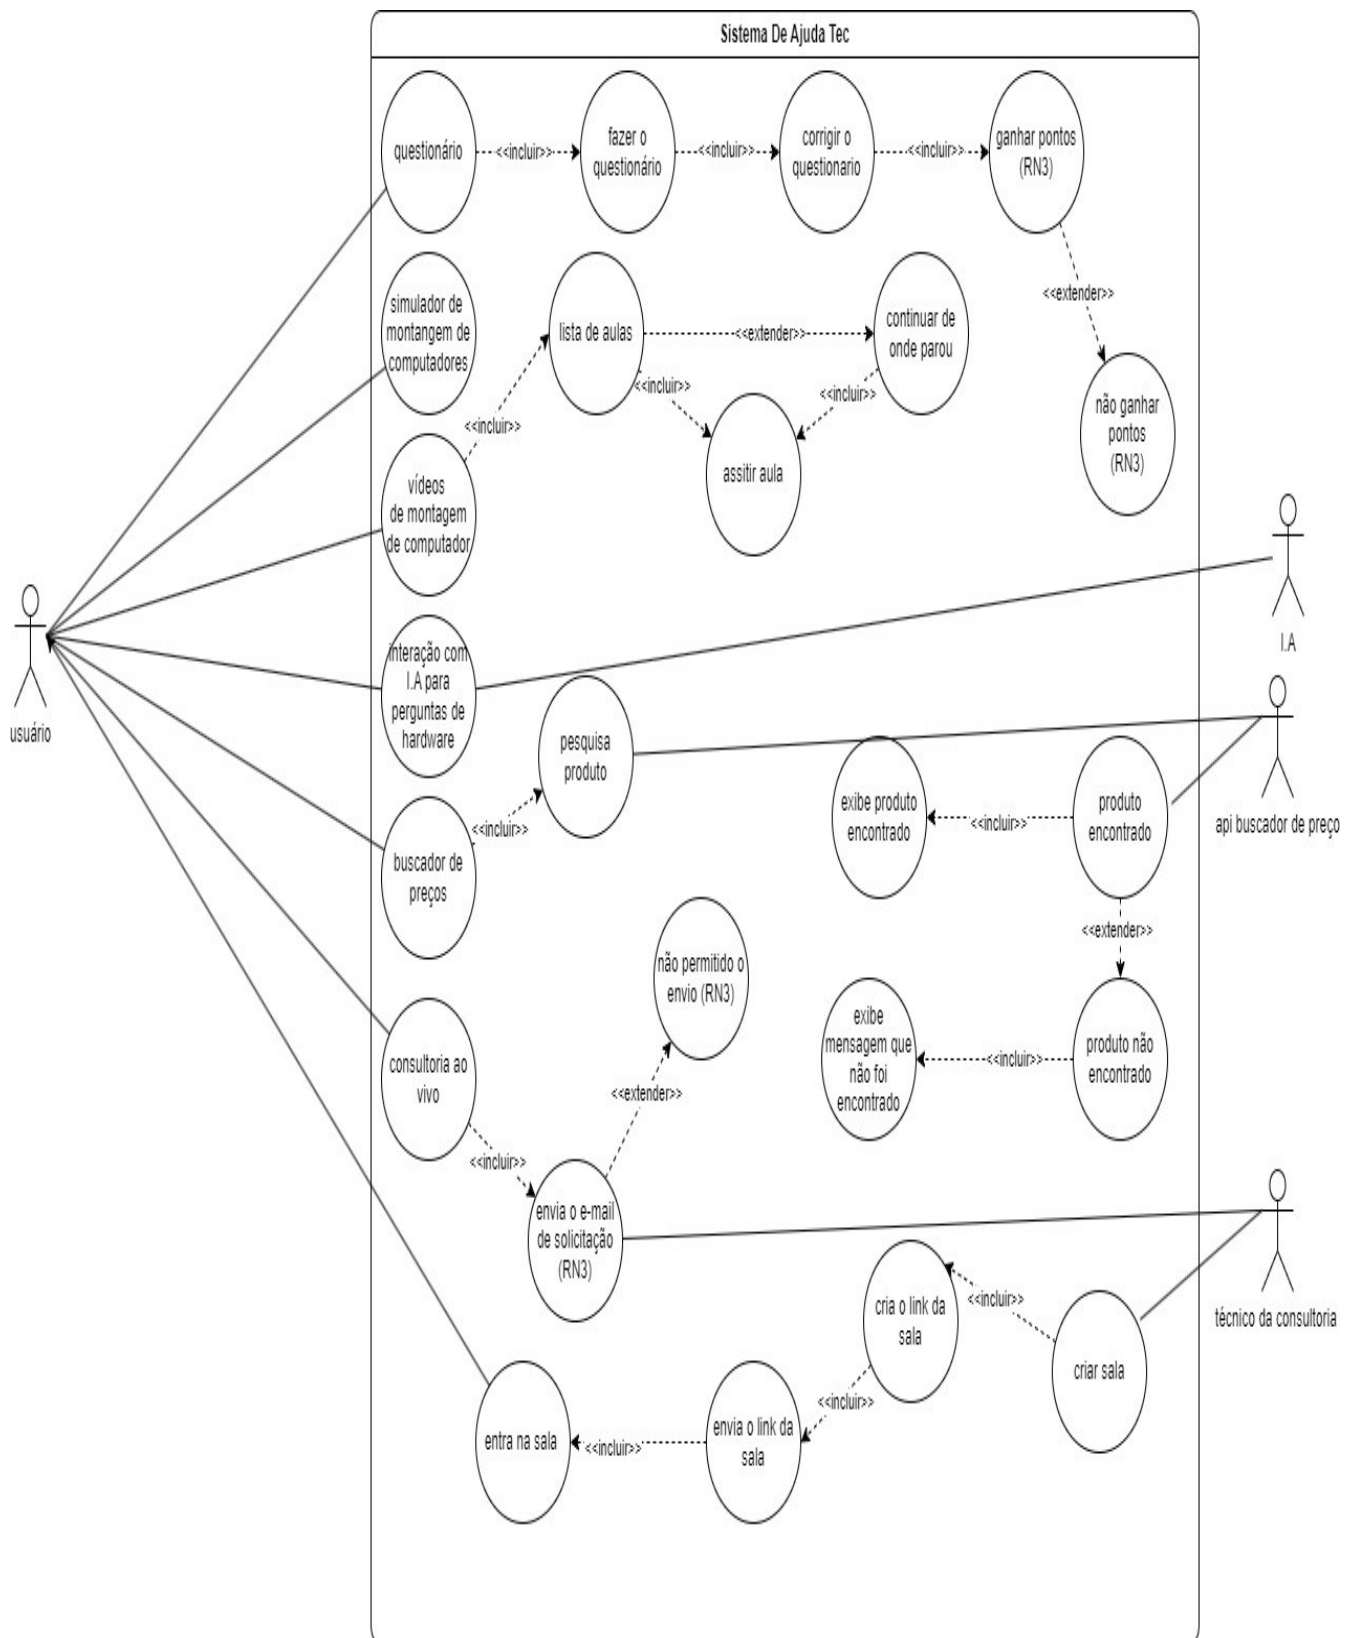 Sistema De Ajuda Tec
questionário
<<incluir>>
fazer o
questionário
<<incluir>>
corrigir o
questionario
<<incluir>>
ganhar pontos
(RN3)
<<extender>>
não ganhar
pontos
(RN3)
simulador de
montangem de
computadores
lista de aulas
<<extender>>
continuar de
onde parou
<<incluir>>
<<incluir>>
<<incluir>>
assitir aula
vídeos
de montagem
de computador
I.A
usuário
interação com
I.A para
perguntas de
hardware
pesquisa
produto
<<incluir>>
buscador de
preços
exibe produto
encontrado
<<incluir>>
produto
encontrado
api buscador de preço
<<extender>>
não permitido o
envio (RN3)
exibe
mensagem que
não foi
encontrado
<<incluir>>
produto não
encontrado
consultoria ao
vivo
<<extender>>
<<incluir>>
envia o e-mail
de solicitação
(RN3)
técnico da consultoria
cria o link da
sala
<<incluir>>
criar sala
<<incluir>>
envia o link da
sala
<<incluir>>
entra na sala